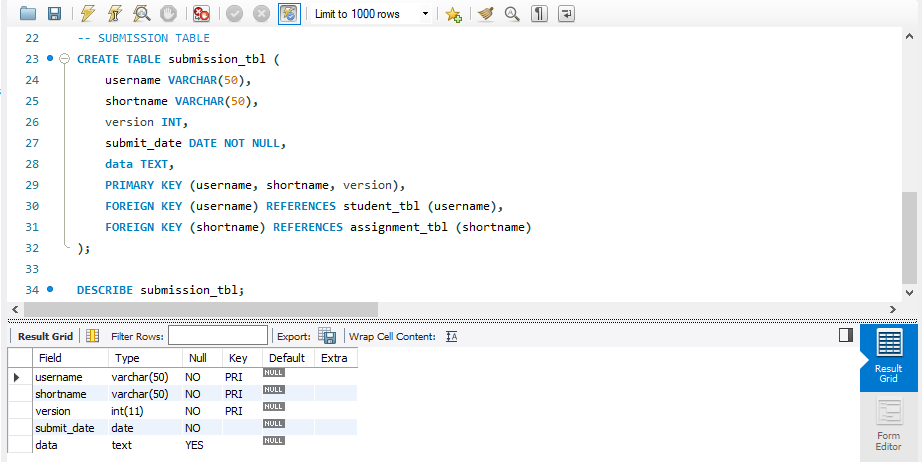 Limit to 1000 rows
22 -- SUBMISSION TABLE
23 CREATE TABLE submission_tbl (
24 username VARCHAR(50),
25 shortname VARCHAR(50),
26 version INT,
27 submit_date DATE NOT NULL,
28 data TEXT,
29 PRIMARY KEY (username, shortname, version),
30 FOREIGN KEY (username) REFERENCES student_tbl (username),
31 FOREIGN KEY (shortname) REFERENCES assignment_tbl (shortname)
32 );
33
34 DESCRIBE submission_tbl;
Result Grid Filter Rows: Export: Wrap Cell Content:
Field Type Null Key Default Extra
username varchar(50) NO PRI NULL
shortname varchar(50) NO PRI NULL
version int(11) NO PRI NULL
submit_date date NO NULL
data text YES NULL
Result
Grid
Form
Editor